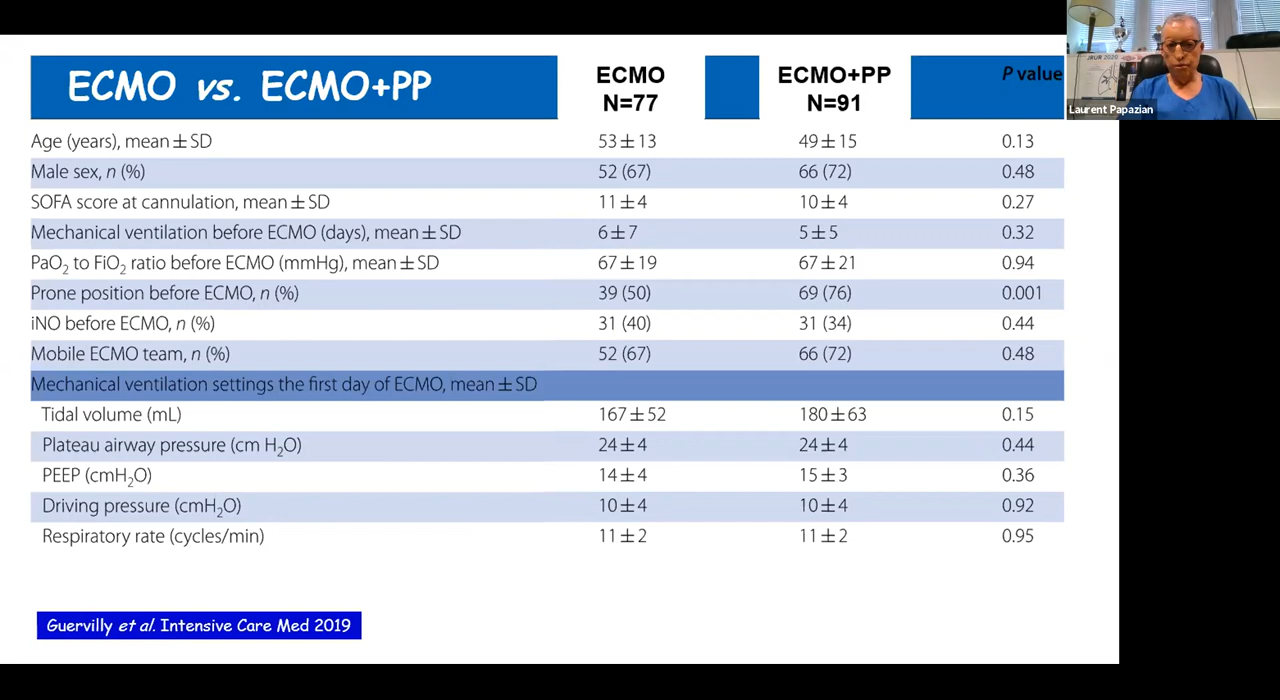 ECMO vs. ECMO+PP ECMO N=77 ECMO+PP N=91 P value
Age (years), mean ± SD 53 ± 13 49 ± 15 0.13
Male sex, n (%) 52 (67) 66 (72) 0.48
SOFA score at cannulation, mean ± SD 11 ± 4 10 ± 4 0.27
Mechanical ventilation before ECMO (days), mean ± SD 6 ± 7 5 ± 5 0.32
PaO2 to FiO2 ratio before ECMO (mmHg), mean ± SD 67 ± 19 67 ± 21 0.94
Prone position before ECMO, n (%) 39 (50) 69 (76) 0.001
iNO before ECMO, n (%) 31 (40) 31 (34) 0.44
Mobile ECMO team, n (%) 52 (67) 66 (72) 0.48
Mechanical ventilation settings the first day of ECMO, mean ± SD
Tidal volume (mL) 167 ± 52 180 ± 63 0.15
Plateau airway pressure (cm H2O) 24 ± 4 24 ± 4 0.44
PEEP (cmH2O) 14 ± 4 15 ± 3 0.36
Driving pressure (cmH2O) 10 ± 4 10 ± 4 0.92
Respiratory rate (cycles/min) 11 ± 2 11 ± 2 0.95
Guervilly et al. Intensive Care Med 2019
JRUR 2020
Laurent Papazian